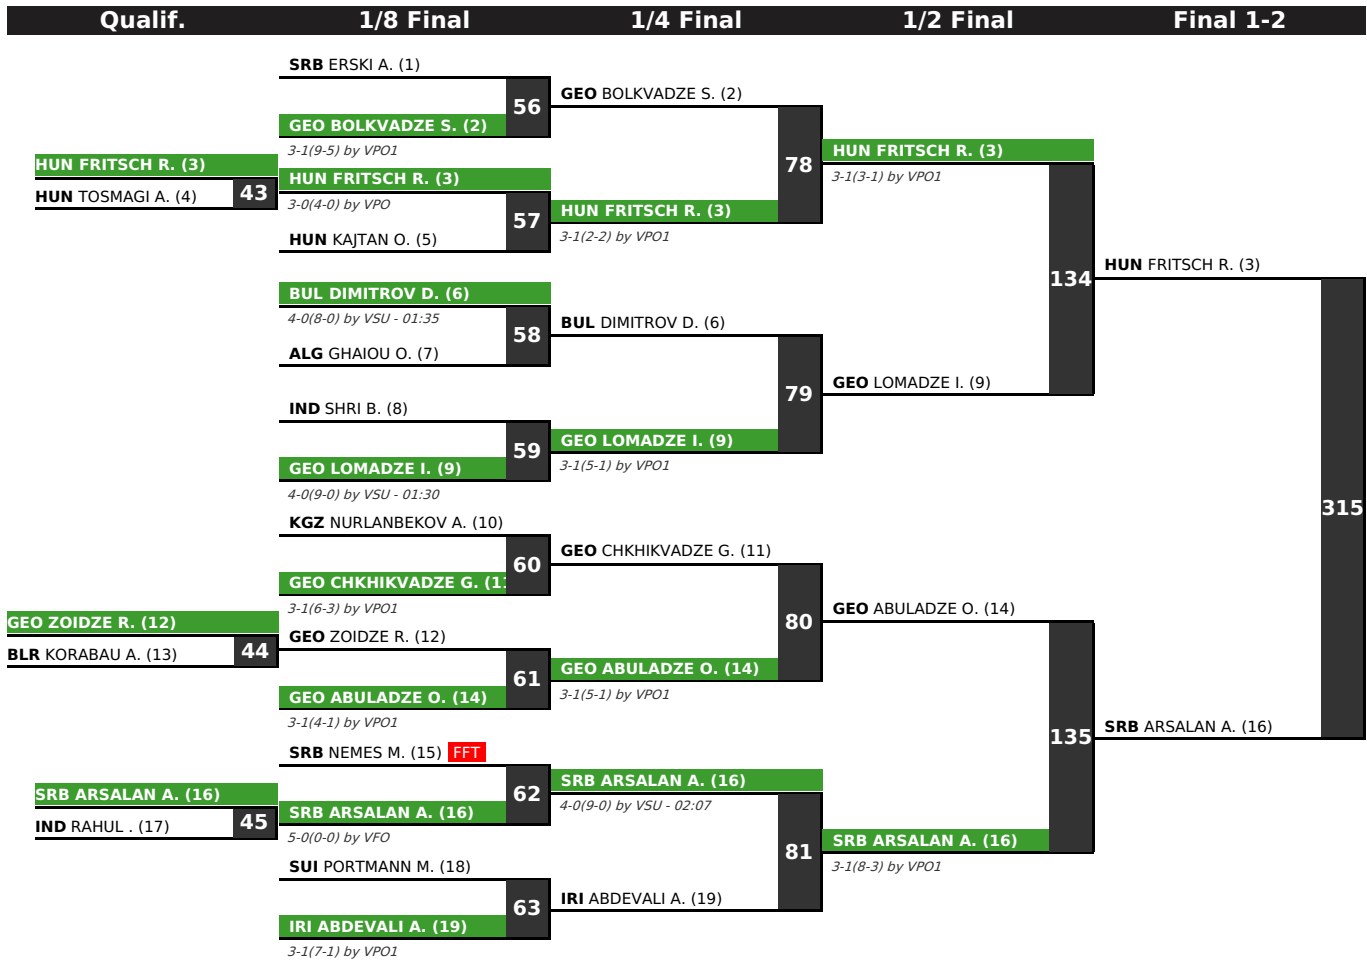 Qualif.
1/8 Final
1/4 Final
1/2 Final
Final 1-2
HUN FRITSCH R. (3)
HUN TOSMAGI A. (4)
43
GEO ZOIDZE R. (12)
BLR KORABAU A. (13)
44
SRB ARSALAN A. (16)
IND RAHUL . (17)
45
SRB ERSKI A. (1)
56
GEO BOLKVADZE S. (2)
3-1(9-5) by VPO1
HUN FRITSCH R. (3)
3-0(4-0) by VPO
57
HUN KAJTAN O. (5)
BUL DIMITROV D. (6)
4-0(8-0) by VSU - 01:35
58
ALG GHAIOU O. (7)
IND SHRI B. (8)
59
GEO LOMADZE I. (9)
4-0(9-0) by VSU - 01:30
KGZ NURLANBEKOV A. (10)
60
GEO CHKHIKVADZE G. (11
3-1(6-3) by VPO1
GEO ZOIDZE R. (12)
61
GEO ABULADZE O. (14)
3-1(4-1) by VPO1
SRB NEMES M. (15) FFT
62
SRB ARSALAN A. (16)
5-0(0-0) by VFO
SUI PORTMANN M. (18)
63
IRI ABDEVALI A. (19)
3-1(7-1) by VPO1
GEO BOLKVADZE S. (2)
78
HUN FRITSCH R. (3)
3-1(2-2) by VPO1
BUL DIMITROV D. (6)
79
GEO LOMADZE I. (9)
3-1(5-1) by VPO1
GEO CHKHIKVADZE G. (11)
80
GEO ABULADZE O. (14)
3-1(5-1) by VPO1
SRB ARSALAN A. (16)
4-0(9-0) by VSU - 02:07
81
IRI ABDEVALI A. (19)
HUN FRITSCH R. (3)
3-1(3-1) by VPO1
134
GEO LOMADZE I. (9)
GEO ABULADZE O. (14)
135
SRB ARSALAN A. (16)
3-1(8-3) by VPO1
HUN FRITSCH R. (3)
315
SRB ARSALAN A. (16)